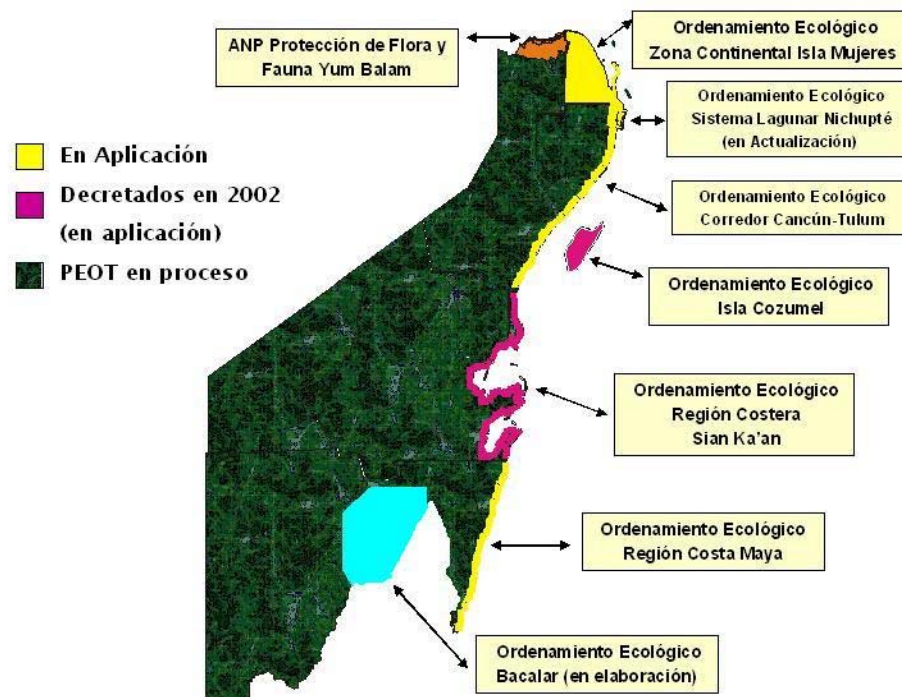 ANP Protección de Flora y
Fauna Yum Balam
Ordenamiento Ecológico
Zona Continental Isla Mujeres
Ordenamiento Ecológico
Sistema Lagunar Nichupté
(en Actualización)
En Aplicación
Decretados en 2002
(en aplicación)
PEOT en proceso
Ordenamiento Ecológico
Corredor Cancún-Tulum
Ordenamiento Ecológico
Isla Cozumel
Ordenamiento Ecológico
Región Costera
Sian Ka'an
Ordenamiento Ecológico
Región Costa Maya
Ordenamiento Ecológico
Bacalar (en elaboración)